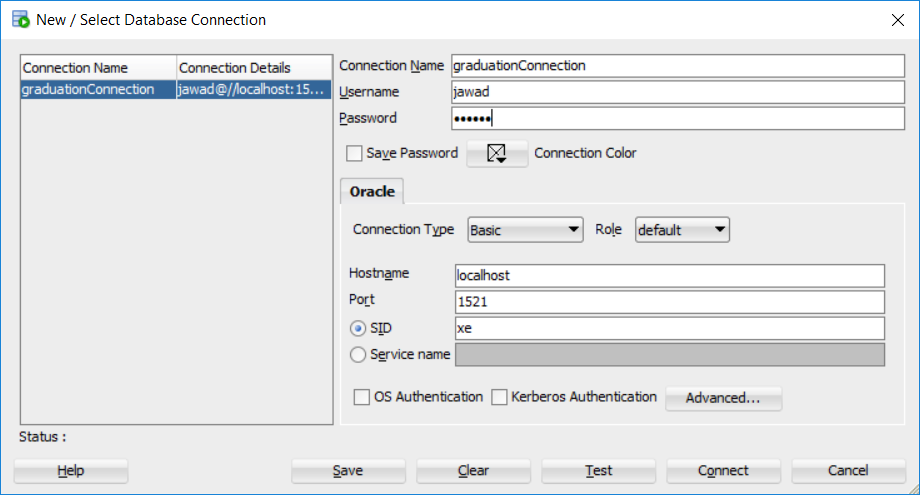 New / Select Database Connection
Connection Name Connection Details
graduationConnection jawad@//localhost:15...
Connection Name graduationConnection
Username jawad
Password ••••••
Save Password Connection Color
Oracle
Connection Type Basic Role default
Hostname localhost
Port 1521
SID xe
Service name
OS Authentication Kerberos Authentication Advanced...
Status :
Help Save Clear Test Connect Cancel